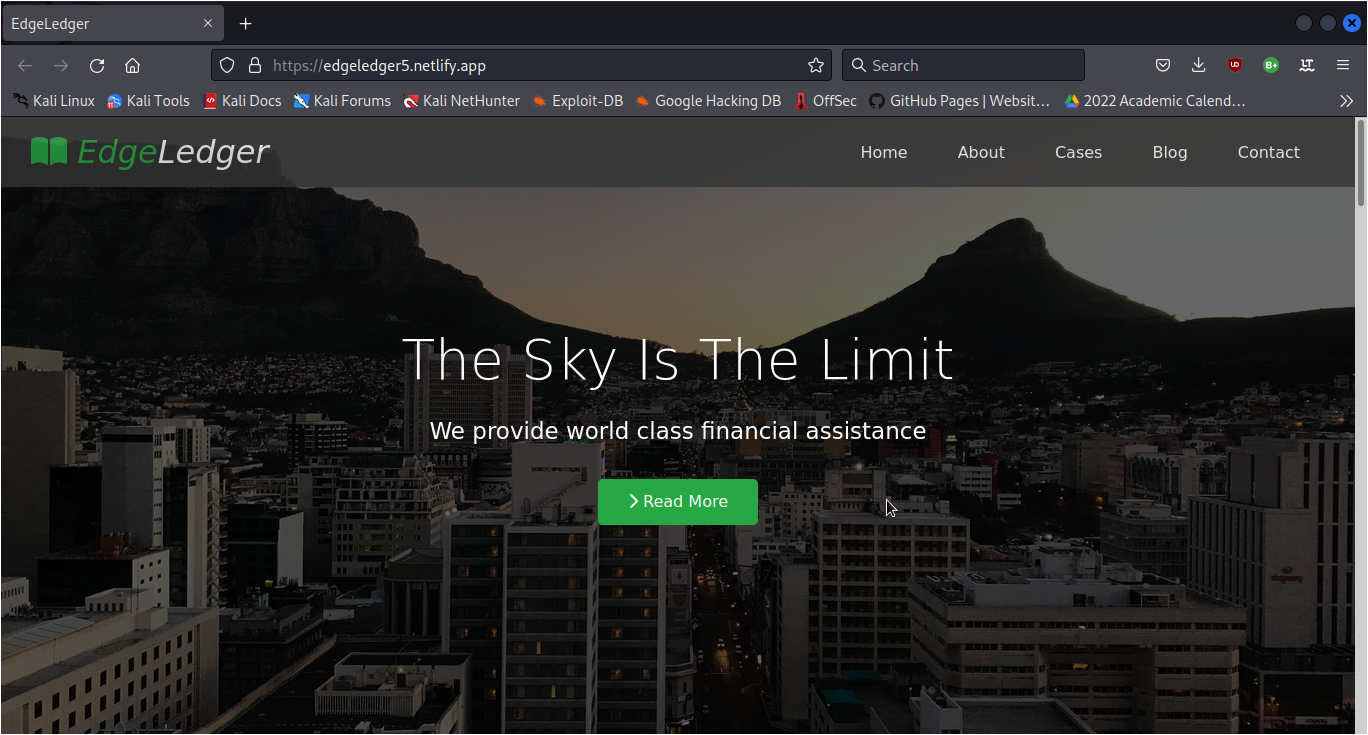 EdgeLedger
https://edgeledger5.netlify.app
Search
Kali Linux
Kali Tools
Kali Docs
Kali Forums
Kali NetHunter
Exploit-DB
Google Hacking DB
OffSec
GitHub Pages | Websit…
2022 Academic Calend…
EdgeLedger
Home
About
Cases
Blog
Contact
The Sky Is The Limit
We provide world class financial assistance
Read More